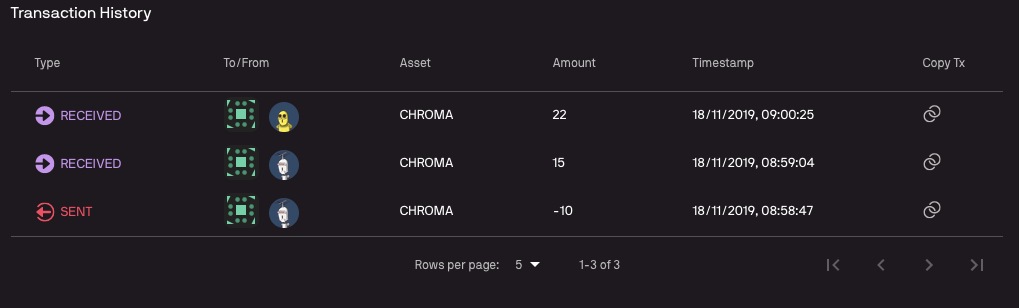 Transaction History
Type To/From Asset Amount Timestamp Copy Tx
RECEIVED CHROMA 22 18/11/2019, 09:00:25
RECEIVED CHROMA 15 18/11/2019, 08:59:04
SENT CHROMA -10 18/11/2019, 08:58:47
Rows per page: 5 1-3 of 3